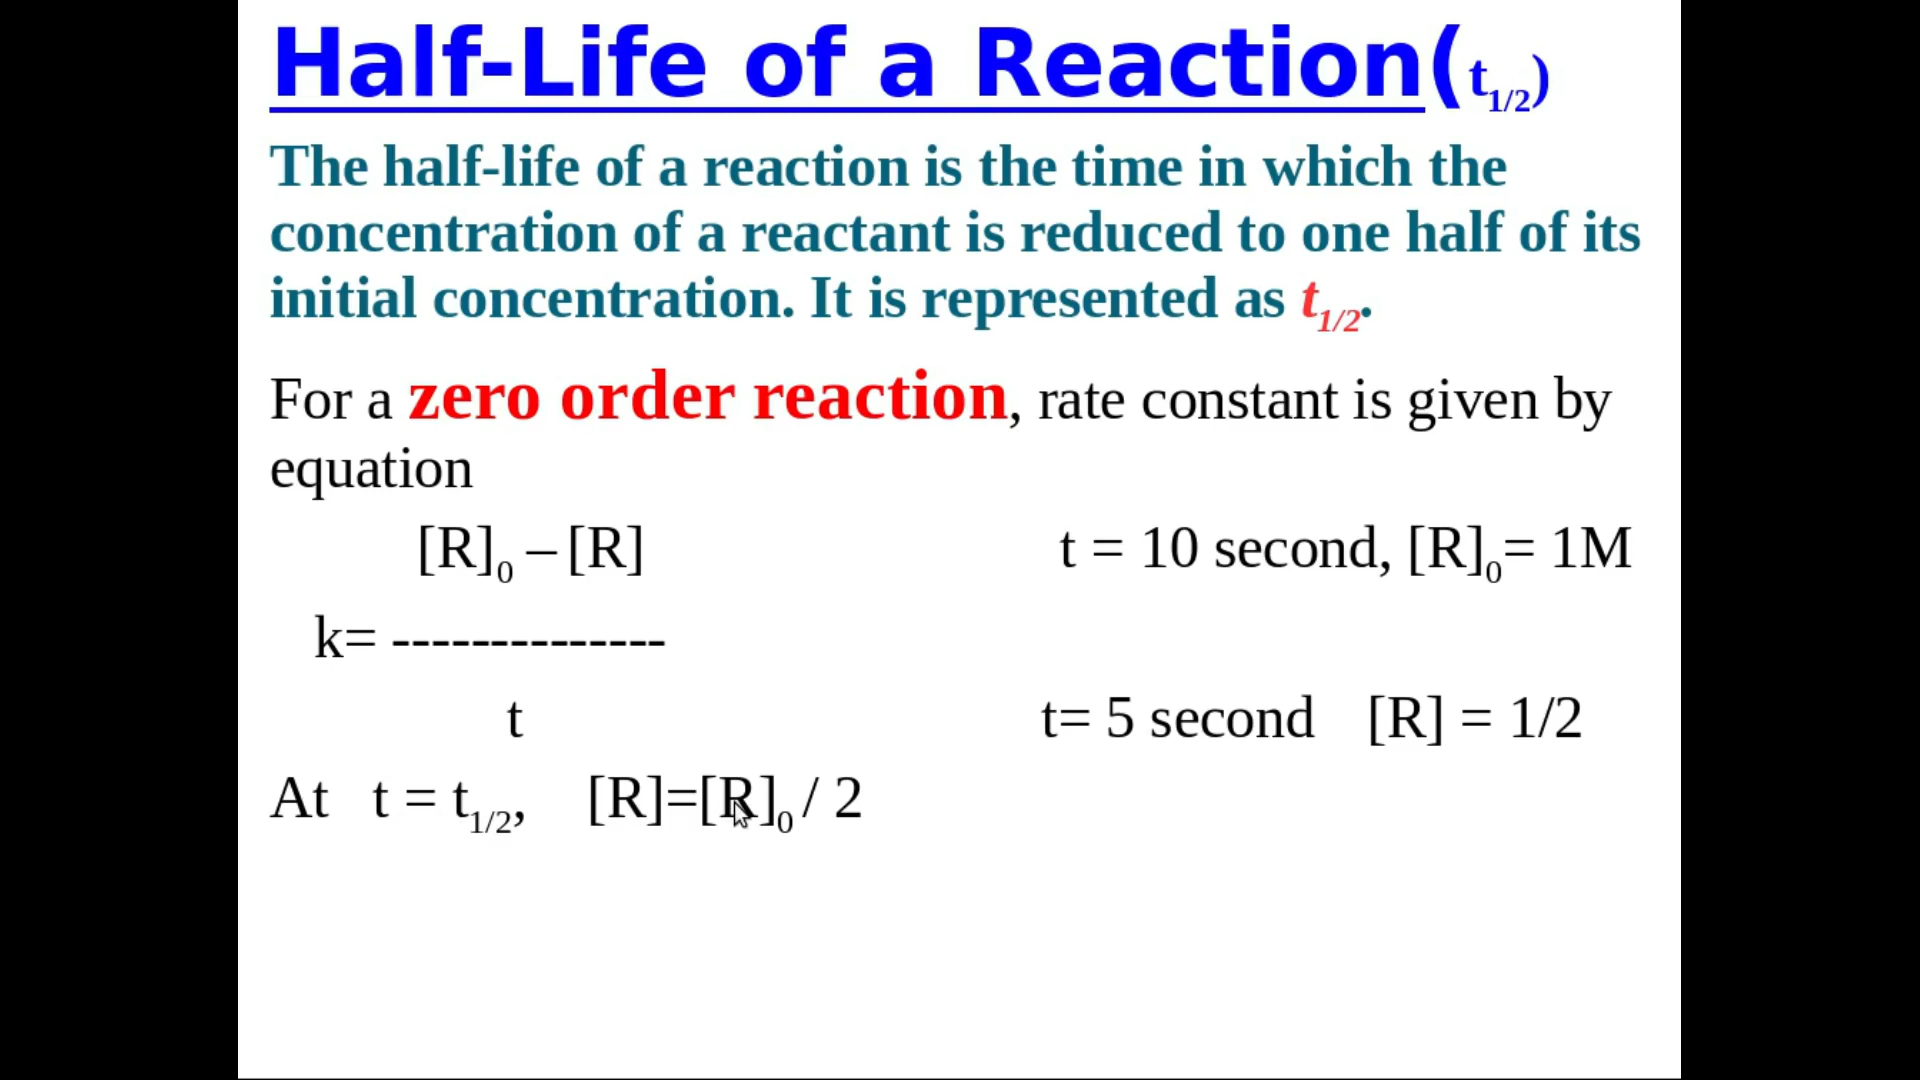 Half-Life of a Reaction(t1/2)
The half-life of a reaction is the time in which the
concentration of a reactant is reduced to one half of its
initial concentration. It is represented as t1/2.
For a zero order reaction, rate constant is given by
equation
[R]0 – [R] t = 10 second, [R]0= 1M
k= --------------
t t= 5 second [R] = 1/2
At t = t1/2, [R]=[R]0 / 2